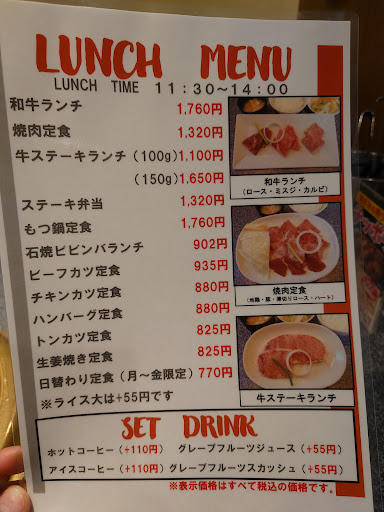 LUNCH MENU
LUNCH TIME 11:30～14:00
和牛ランチ 1,760円
焼肉定食 1,320円
牛ステーキランチ(100g) 1,100円
(150g) 1,650円
ステーキ弁当 1,320円
もつ鍋定食 1,760円
石焼ビビンバランチ 902円
ビーフカツ定食 935円
チキンカツ定食 880円
ハンバーグ定食 880円
トンカツ定食 825円
生姜焼き定食 825円
日替わり定食(月～金限定) 770円
※ライス大は+55円です
和牛ランチ
(ロース・ミスジ・カルビ)
焼肉定食
牛ステーキランチ
SET DRINK
ホットコーヒー(+110円) グレープフルーツジュース(+55円)
アイスコーヒー(+110円) グレープフルーツスカッシュ(+55円)
※表示価格はすべて税込の価格です。